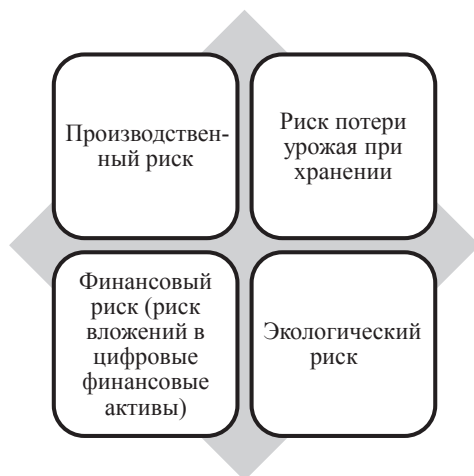 Производствен-
ный риск
Риск потери
урожая при
хранении
Финансовый
риск (риск
вложений в
цифровые
финансовые
активы)
Экологический
риск